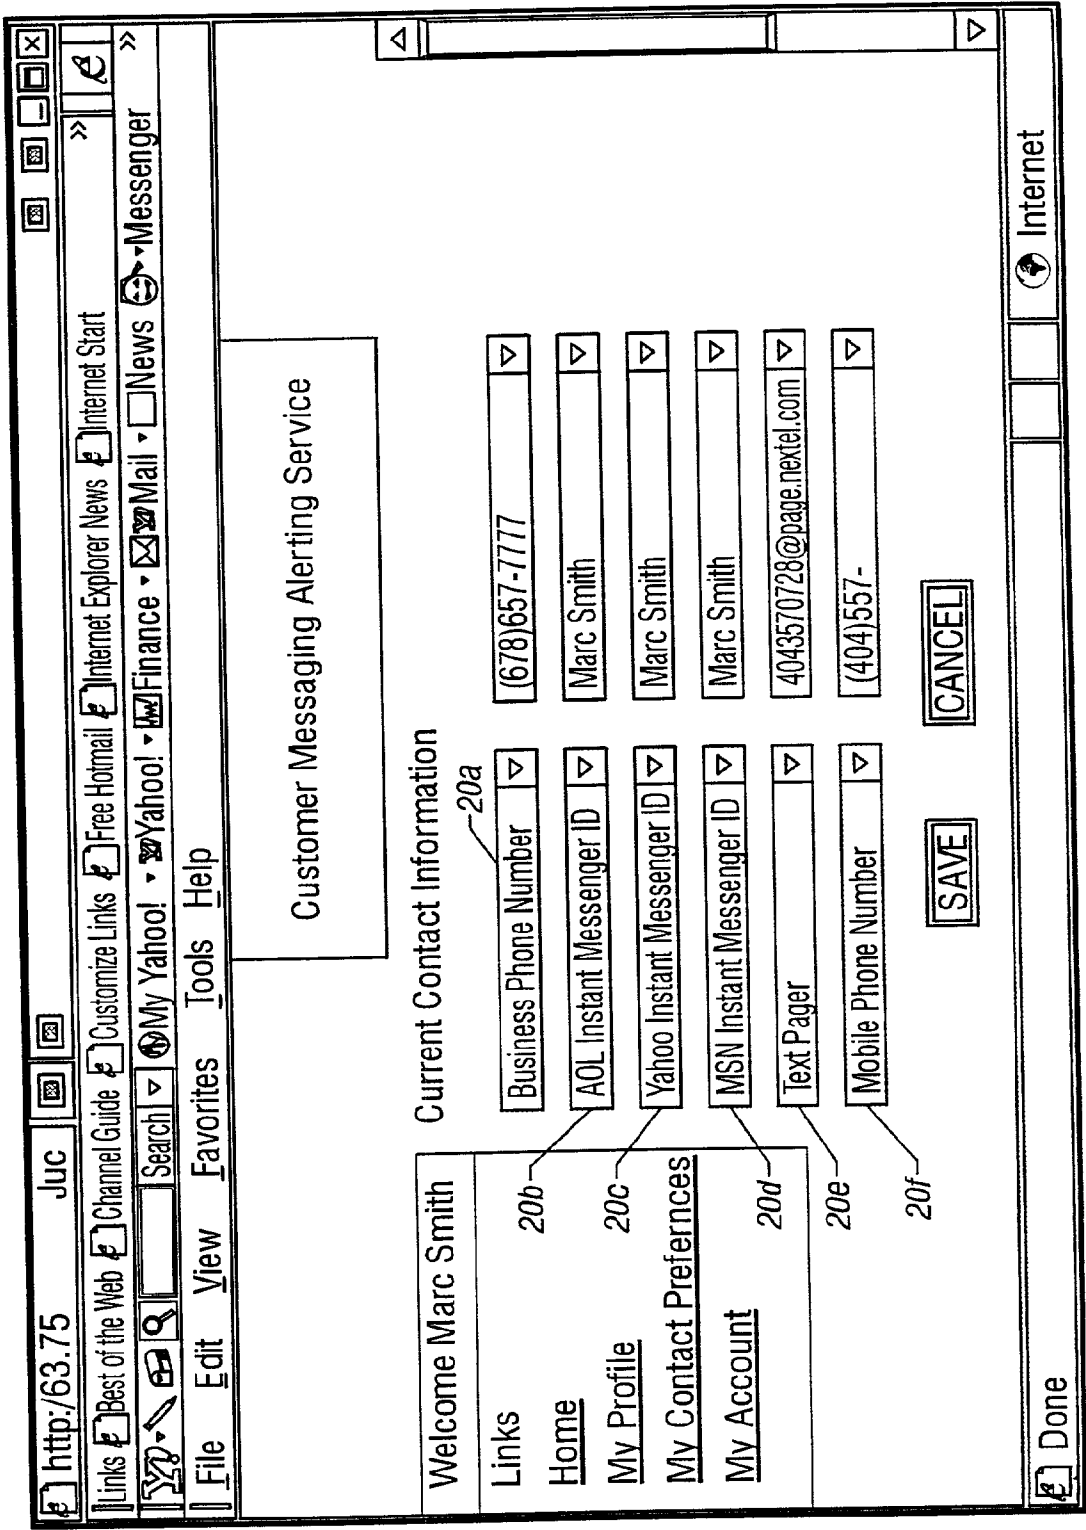 http:/63.75 Juc
Links Best of the Web Channel Guide Customize Links Free Hotmail Internet Explorer News Internet Start »
Y! Search My Yahoo! Yahoo! Finance Mail News Messenger »
File Edit View Favorites Tools Help
Customer Messaging Alerting Service
Welcome Marc Smith
Links
Home
My Profile
My Contact Prefernces
My Account
Current Contact Information
20a
Business Phone Number (678)657-7777
20b AOL Instant Messenger ID Marc Smith
20c Yahoo Instant Messenger ID Marc Smith
20d MSN Instant Messenger ID Marc Smith
20e Text Pager 4043570728@page.nextel.com
20f Mobile Phone Number (404)557-
SAVE CANCEL
Done Internet